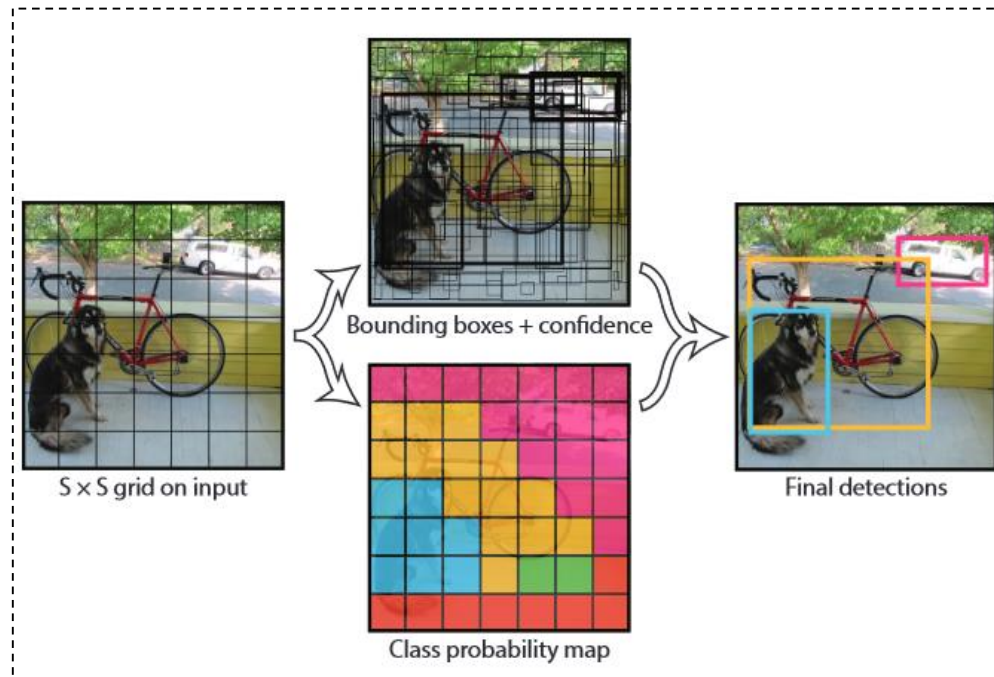 Bounding boxes + confidence
S × S grid on input
Final detections
Class probability map